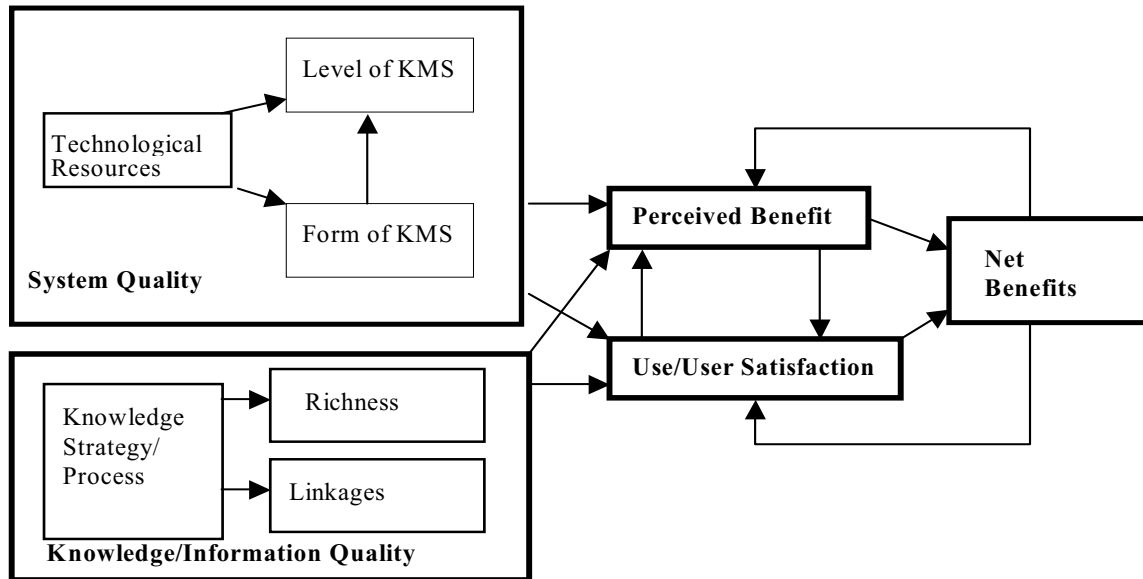 Level of KMS
Technological
Resources
Form of KMS
System Quality
Perceived Benefit
Net
Benefits
Use/User Satisfaction
Knowledge
Strategy/
Process
Richness
Linkages
Knowledge/Information Quality